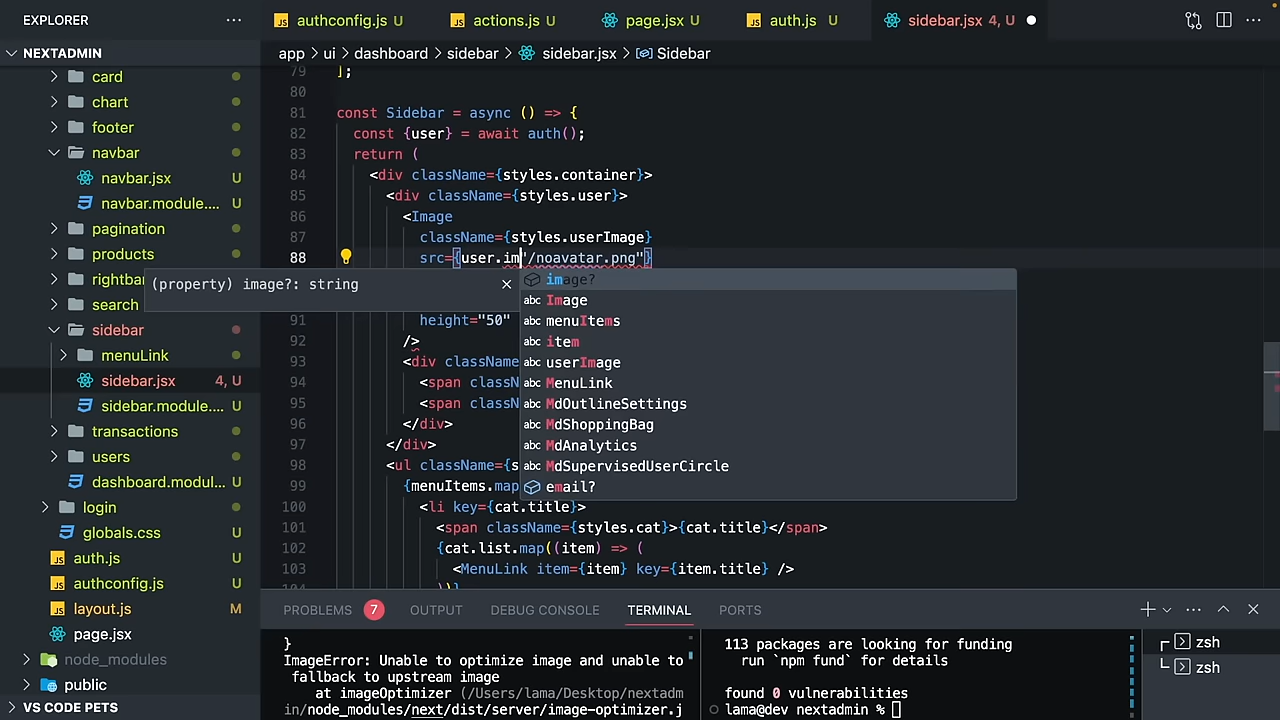 EXPLORER
authconfig.js U
actions.js U
page.jsx U
auth.js U
sidebar.jsx 4, U
NEXTADMIN
card
chart
footer
navbar
navbar.jsx U
navbar.module.... U
pagination
products
rightbar
search
sidebar
menuLink
sidebar.jsx 4, U
sidebar.module.... U
transactions
users
dashboard.modul... U
login
globals.css U
auth.js U
authconfig.js U
layout.js M
page.jsx
node_modules
public
VS CODE PETS
app > ui > dashboard > sidebar > sidebar.jsx > Sidebar
79 ];
80
81 const Sidebar = async () => {
82 const {user} = await auth();
83 return (
84 <div className={styles.container}>
85 <div className={styles.user}>
86 <Image
87 className={styles.userImage}
88 src={user.im"/noavatar.png"}
(property) image?: string
image?
Image
menuItems
item
userImage
MenuLink
MdOutlineSettings
MdShoppingBag
MdAnalytics
MdSupervisedUserCircle
email?
91 height="50"
92 />
93 <div className
94 <span classN
95 <span classN
96 </div>
97 </div>
98 <ul className={s
99 {menuItems.map
100 <li key={cat.title}>
101 <span className={styles.cat}>{cat.title}</span>
102 {cat.list.map((item) => (
103 <MenuLink item={item} key={item.title} />
104 ))}
PROBLEMS 7 OUTPUT DEBUG CONSOLE TERMINAL PORTS
}
ImageError: Unable to optimize image and unable to
fallback to upstream image
at imageOptimizer (/Users/lama/Desktop/nextadm
in/node_modules/next/dist/server/image-optimizer.j
113 packages are looking for funding
run `npm fund` for details
found 0 vulnerabilities
lama@dev nextadmin %
zsh
zsh